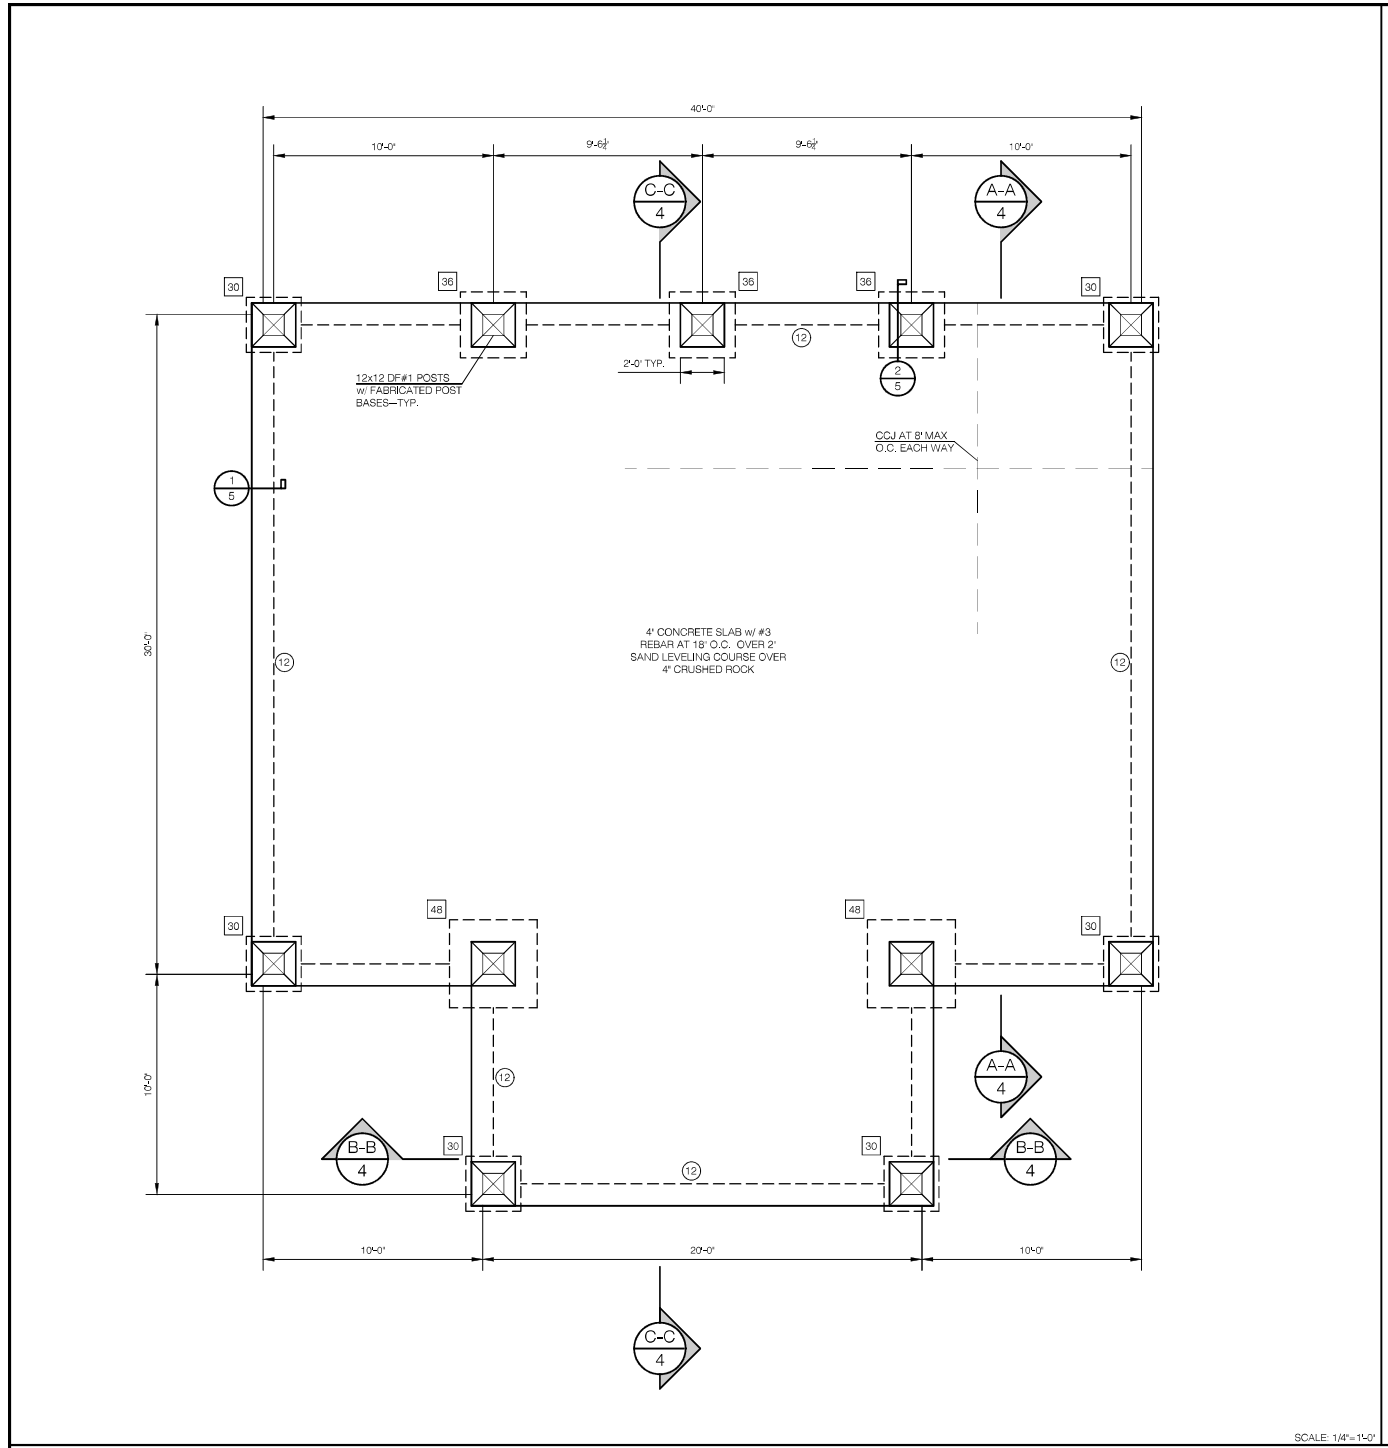 40'-0"
10'-0"
9'-6¼"
9'-6¼"
10'-0"
C-C
4
A-A
4
30
36
36
36
30
12
2'-0" TYP.
2
5
12x12 DF#1 POSTS
w/ FABRICATED POST
BASES—TYP.
CCJ AT 8' MAX
O.C. EACH WAY
1
5
4" CONCRETE SLAB w/ #3
REBAR AT 18" O.C. OVER 2"
SAND LEVELING COURSE OVER
4" CRUSHED ROCK
30'-0"
12
12
48
48
30
30
10'-0"
12
A-A
4
30
30
B-B
4
B-B
4
12
10'-0"
20'-0"
10'-0"
C-C
4
SCALE: 1/4"=1'-0"